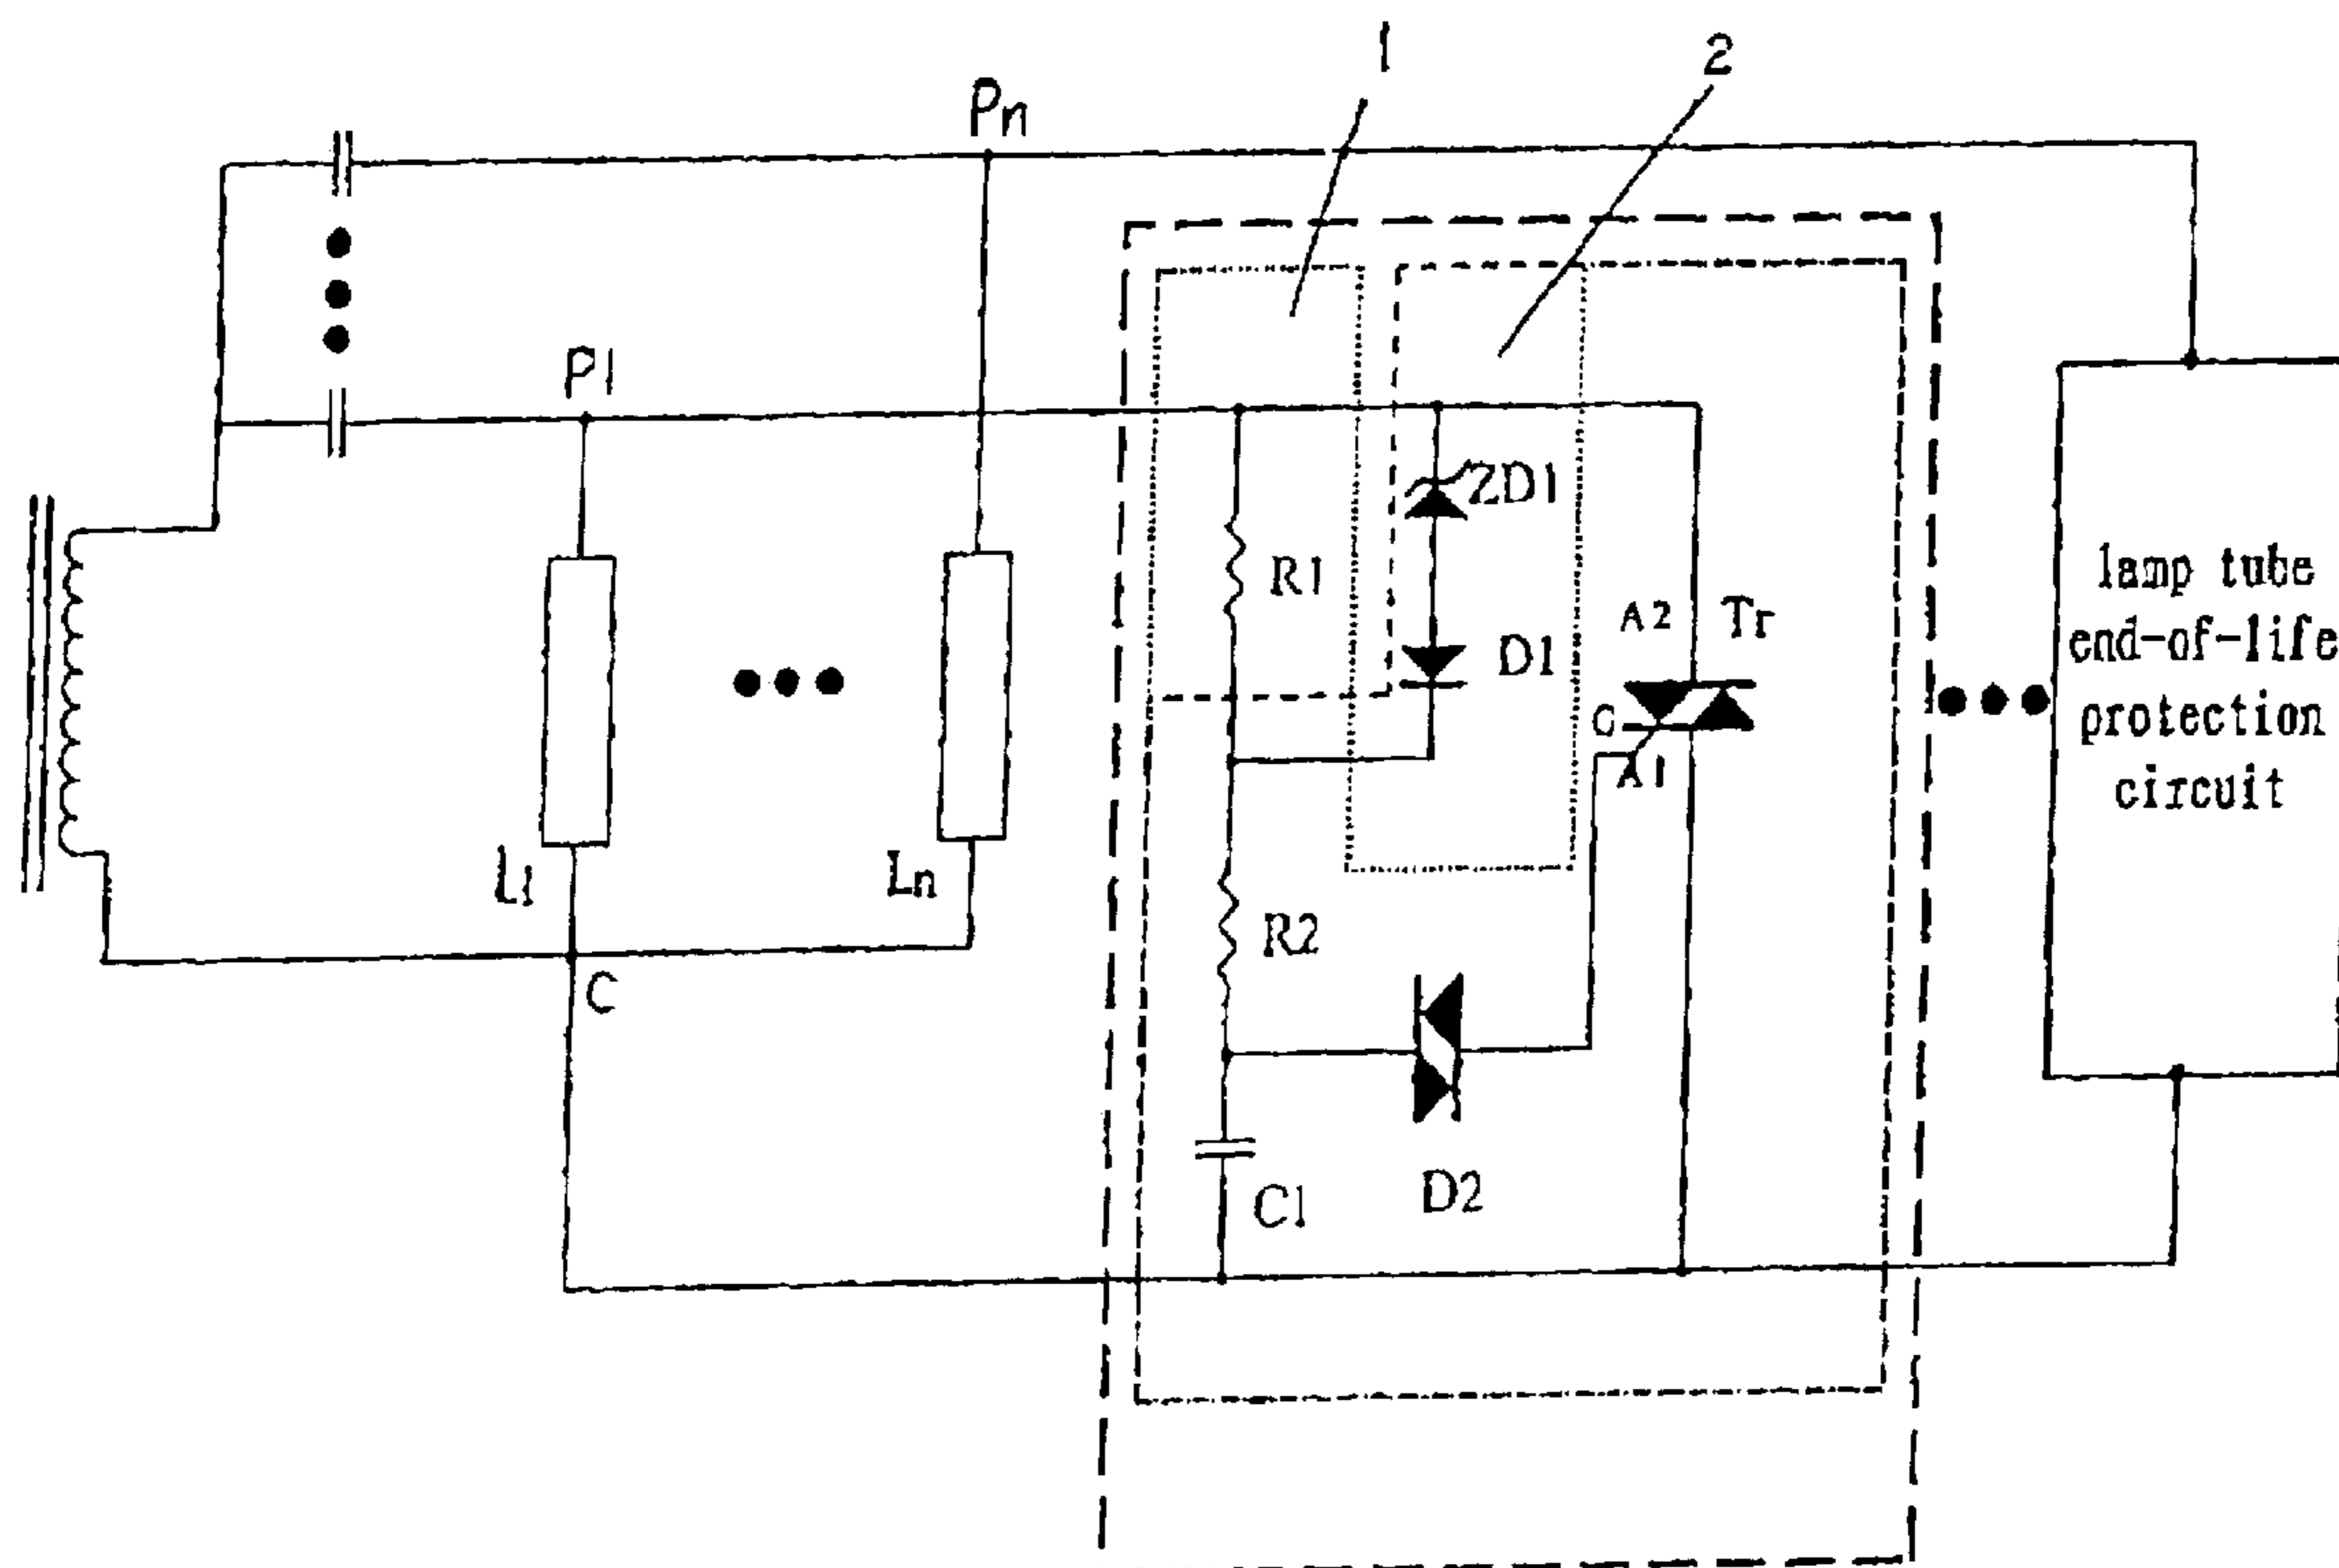 1
2
Pn
P1
ZD1
R1
D1
A2
Tr
G
A1
L1
Ln
C
R2
C1
D2
lamp tube
end-of-life
protection
circuit